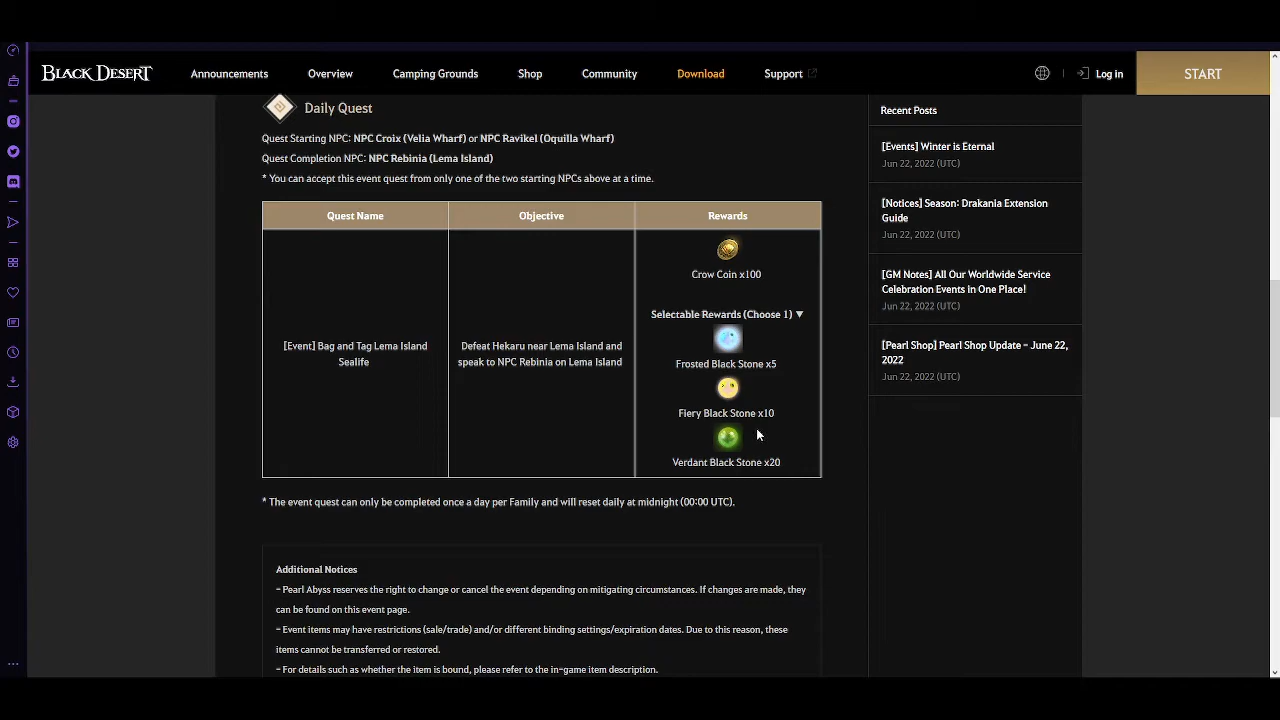 BLACK DESERT
Announcements
Overview
Camping Grounds
Shop
Community
Download
Support
Log in
START
Daily Quest
Quest Starting NPC: NPC Croix (Velia Wharf) or NPC Ravikel (Oquilla Wharf)
Quest Completion NPC: NPC Rebinia (Lema Island)
* You can accept this event quest from only one of the two starting NPCs above at a time.
Quest Name
Objective
Rewards
[Event] Bag and Tag Lema Island
Sealife
Defeat Hekaru near Lema Island and
speak to NPC Rebinia on Lema Island
Crow Coin x100
Selectable Rewards (Choose 1) ▼
Frosted Black Stone x5
Fiery Black Stone x10
Verdant Black Stone x20
* The event quest can only be completed once a day per Family and will reset daily at midnight (00:00 UTC).
Additional Notices
- Pearl Abyss reserves the right to change or cancel the event depending on mitigating circumstances. If changes are made, they
can be found on this event page.
- Event items may have restrictions (sale/trade) and/or different binding settings/expiration dates. Due to this reason, these
items cannot be transferred or restored.
- For details such as whether the item is bound, please refer to the in-game item description.
Recent Posts
[Events] Winter is Eternal
Jun 22, 2022 (UTC)
[Notices] Season: Drakania Extension
Guide
Jun 22, 2022 (UTC)
[GM Notes] All Our Worldwide Service
Celebration Events in One Place!
Jun 22, 2022 (UTC)
[Pearl Shop] Pearl Shop Update – June 22,
2022
Jun 22, 2022 (UTC)